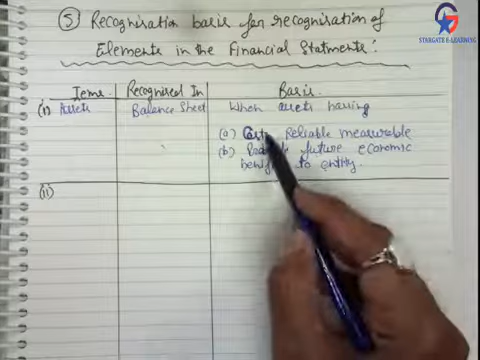 STARGATE E-LEARNING
(5) Recognisation basis for recognisation of
Elements in the Financial Statments:
Items Recognised In Basis
(i) Assets Balance Sheet When assets having
(a) Cost Reliable measurable
(b) future economic
to entity.
(ii)